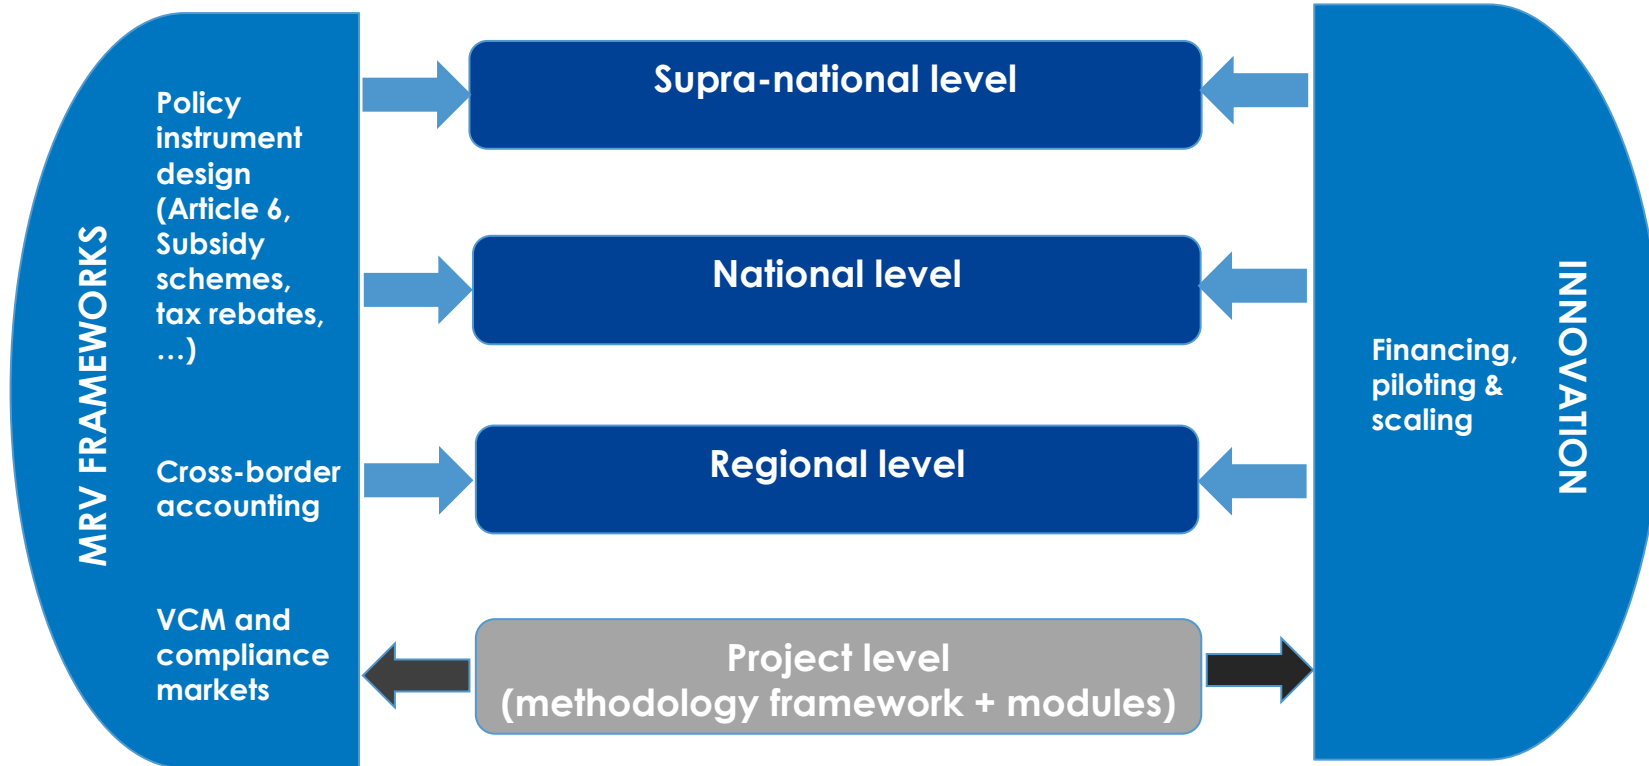 MRV FRAMEWORKS
Policy
instrument
design
(Article 6,
Subsidy
schemes,
tax rebates,
…)
Cross-border
accounting
VCM and
compliance
markets
Supra-national level
National level
Regional level
Project level
(methodology framework + modules)
Financing,
piloting &
scaling
INNOVATION